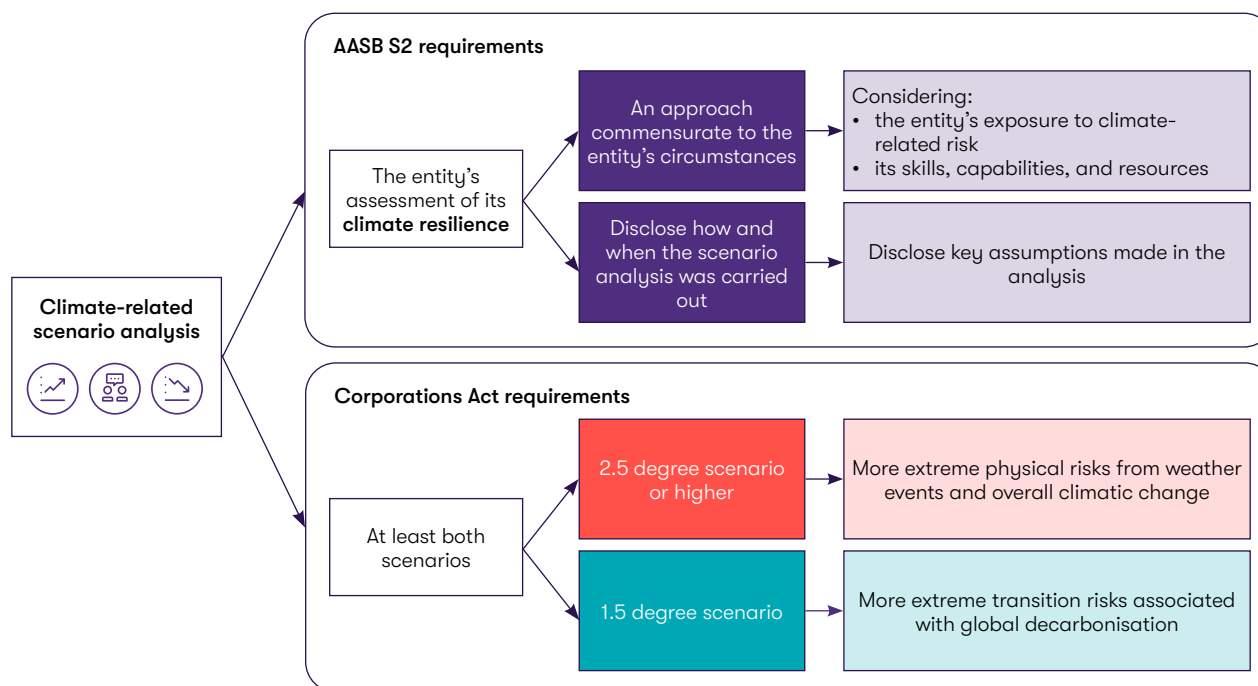 AASB S2 requirements
An approach
commensurate to the
entity's circumstances
Considering:
• the entity's exposure to climate-
related risk
• its skills, capabilities, and resources
The entity's
assessment of its
climate resilience
Disclose how and
when the scenario
analysis was carried
out
Disclose key assumptions made in the
analysis
Climate-related
scenario analysis
Corporations Act requirements
2.5 degree scenario
or higher
More extreme physical risks from weather
events and overall climatic change
At least both
scenarios
1.5 degree scenario
More extreme transition risks associated
with global decarbonisation